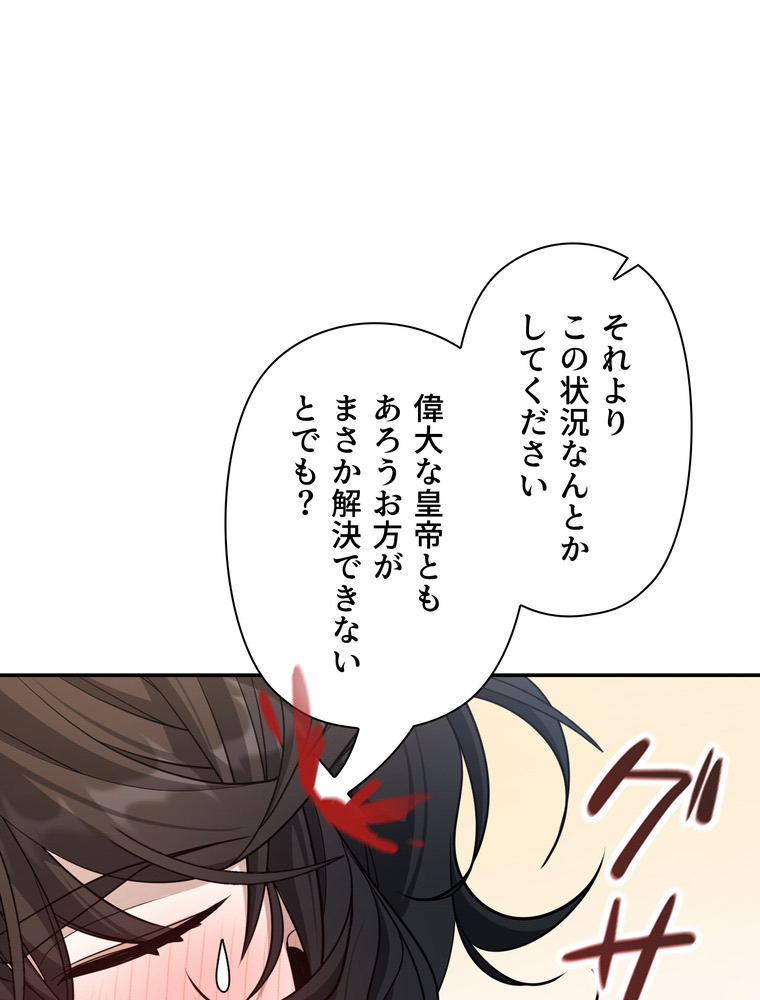 それより
この状況なんとか
してください
偉大な皇帝とも
あろうお方が
まさか解決できない
とでも？
グサ